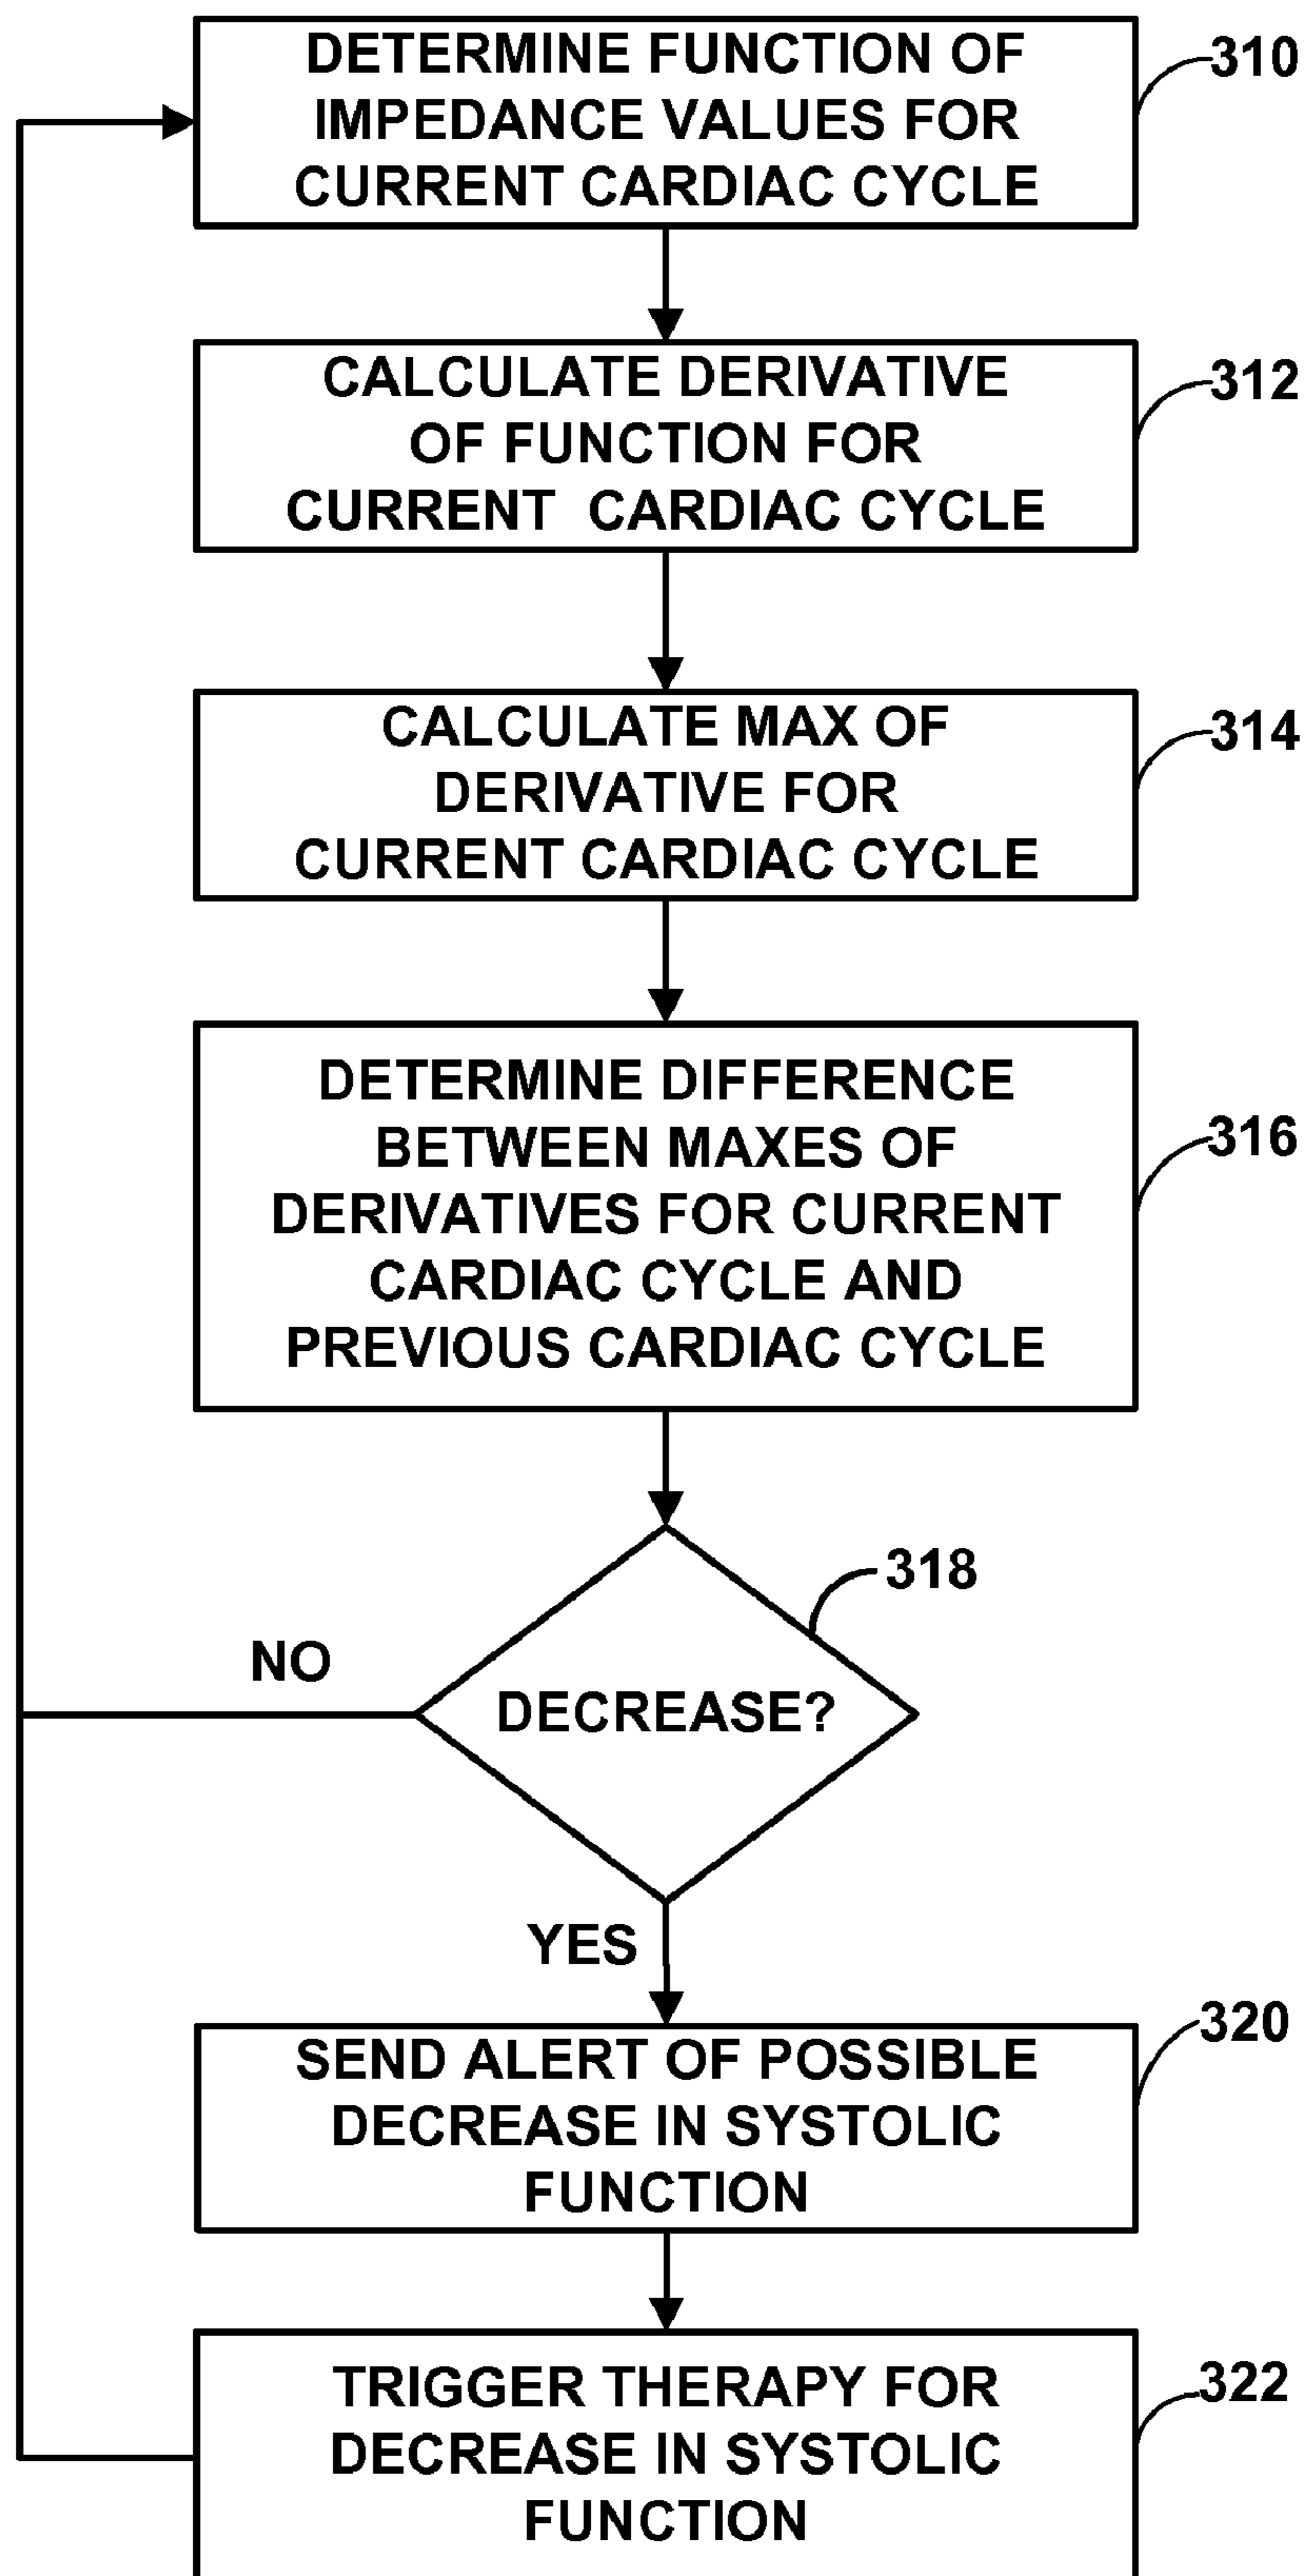 DETERMINE FUNCTION OF
IMPEDANCE VALUES FOR
CURRENT CARDIAC CYCLE
310
CALCULATE DERIVATIVE
OF FUNCTION FOR
CURRENT CARDIAC CYCLE
312
CALCULATE MAX OF
DERIVATIVE FOR
CURRENT CARDIAC CYCLE
314
DETERMINE DIFFERENCE
BETWEEN MAXES OF
DERIVATIVES FOR CURRENT
CARDIAC CYCLE AND
PREVIOUS CARDIAC CYCLE
316
318
NO
DECREASE?
YES
SEND ALERT OF POSSIBLE
DECREASE IN SYSTOLIC
FUNCTION
320
TRIGGER THERAPY FOR
DECREASE IN SYSTOLIC
FUNCTION
322